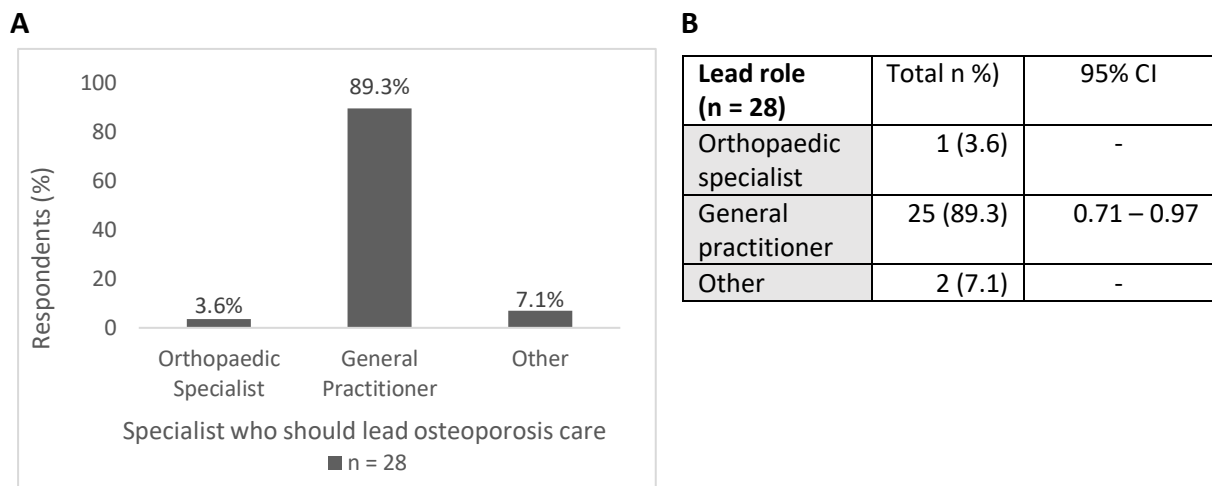 A
100
80
60
40
20
0
Respondents (%)
3.6%
89.3%
7.1%
Orthopaedic
Specialist
General
Practitioner
Other
Specialist who should lead osteoporosis care
n = 28
B
Lead role
(n = 28)
Total n %)
95% CI
Orthopaedic
specialist
1 (3.6)
-
General
practitioner
25 (89.3)
0.71 – 0.97
Other
2 (7.1)
-